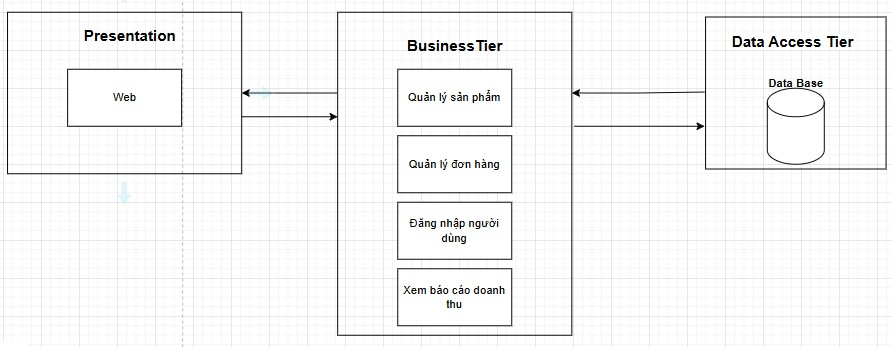 Presentation
Web
BusinessTier
Quản lý sản phẩm
Quản lý đơn hàng
Đăng nhập người
dùng
Xem báo cáo doanh
thu
Data Access Tier
Data Base